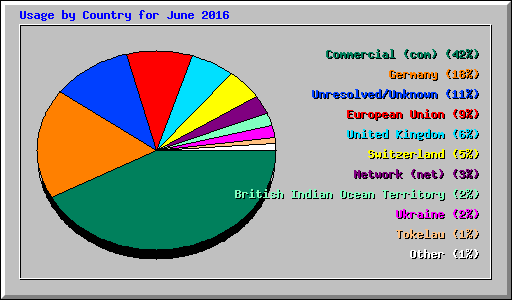 Usage by Country for June 2016
Commercial (com) (42%)
Germany (18%)
Unresolved/Unknown (11%)
European Union (9%)
United Kingdom (6%)
Switzerland (5%)
Network (net) (3%)
British Indian Ocean Territory (2%)
Ukraine (2%)
Tokelau (1%)
Other (1%)